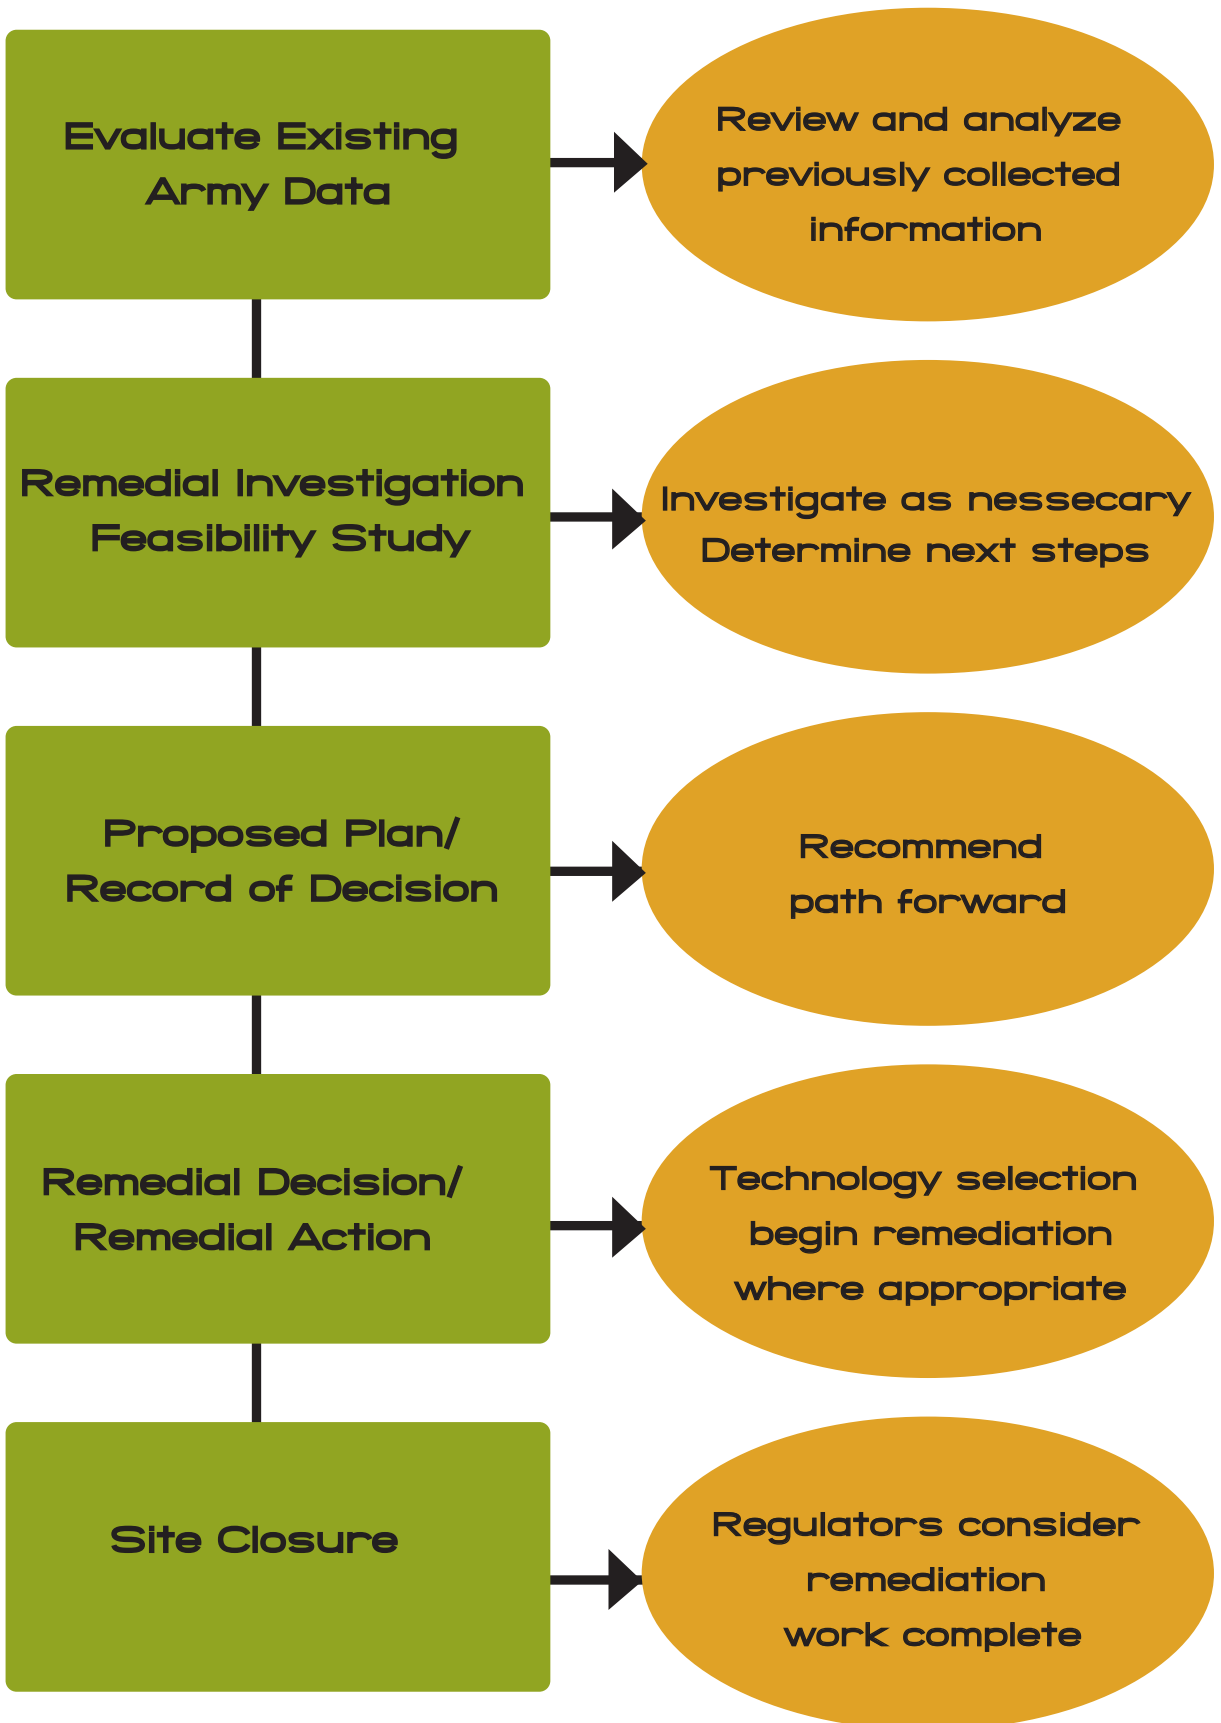 Evaluate Existing
Army Data
Review and analyze
previously collected
information
Remedial Investigation
Feasibility Study
Investigate as nessecary
Determine next steps
Proposed Plan/
Record of Decision
Recommend
path forward
Remedial Decision/
Remedial Action
Technology selection
begin remediation
where appropriate
Site Closure
Regulators consider
remediation
work complete